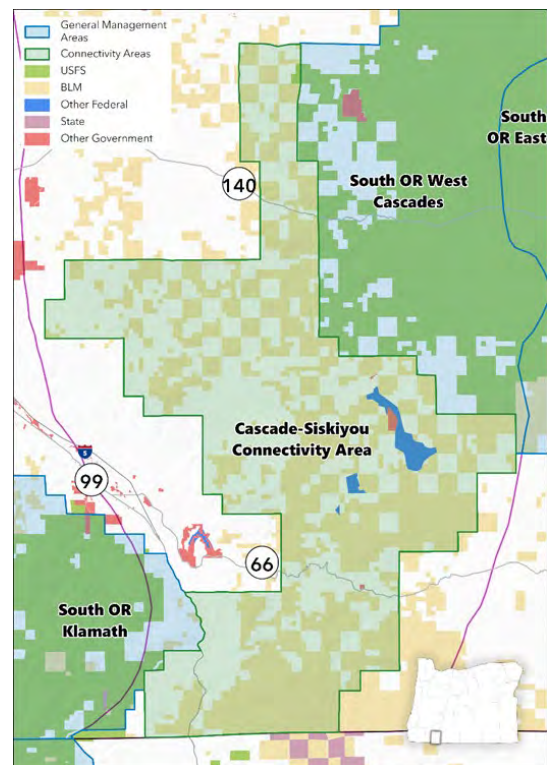 General Management
Areas
Connectivity Areas
USFS
BLM
Other Federal
State
Other Government
South
OR East
140
South OR West
Cascades
Cascade-Siskiyou
Connectivity Area
5
99
66
South OR
Klamath